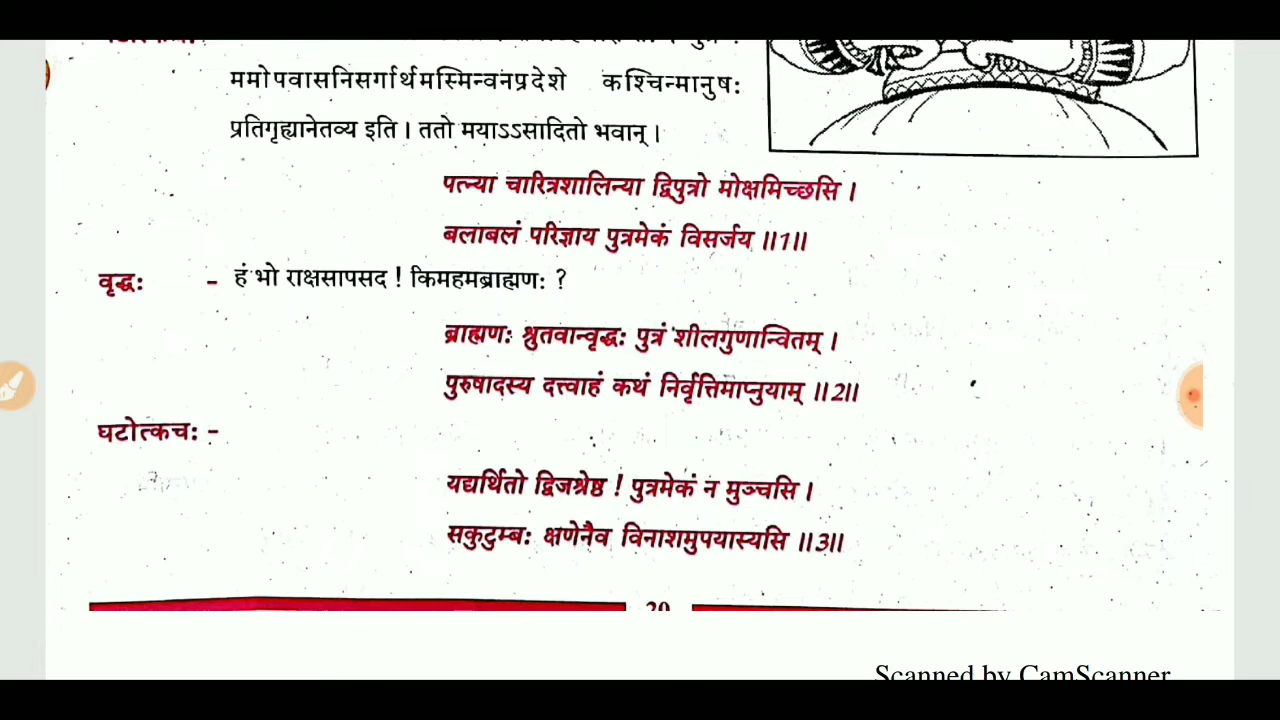 ममोपवासनिसर्गार्थमस्मिन्वनप्रदेशे कश्चिन्मानुषः
प्रतिगृह्यानेतव्य इति । ततो मयाऽऽसादितो भवान् ।
पत्न्या चारित्रशालिन्या द्विपुत्रो मोक्षमिच्छसि ।
बलाबलं परिज्ञाय पुत्रमेकं विसर्जय ॥1॥
वृद्धः - हं भो राक्षसापसद ! किमहमब्राह्मणः ?
ब्राह्मणः श्रुतवान्वृद्धः पुत्रं शीलगुणान्वितम् ।
पुरुषादस्य दत्त्वाहं कथं निर्वृत्तिमाप्नुयाम् ॥2॥
घटोत्कचः -
यद्यर्थितो द्विजश्रेष्ठ ! पुत्रमेकं न मुञ्चसि ।
सकुटुम्बः क्षणेनैव विनाशमुपयास्यसि ॥3॥
20
Scanned by CamScanner